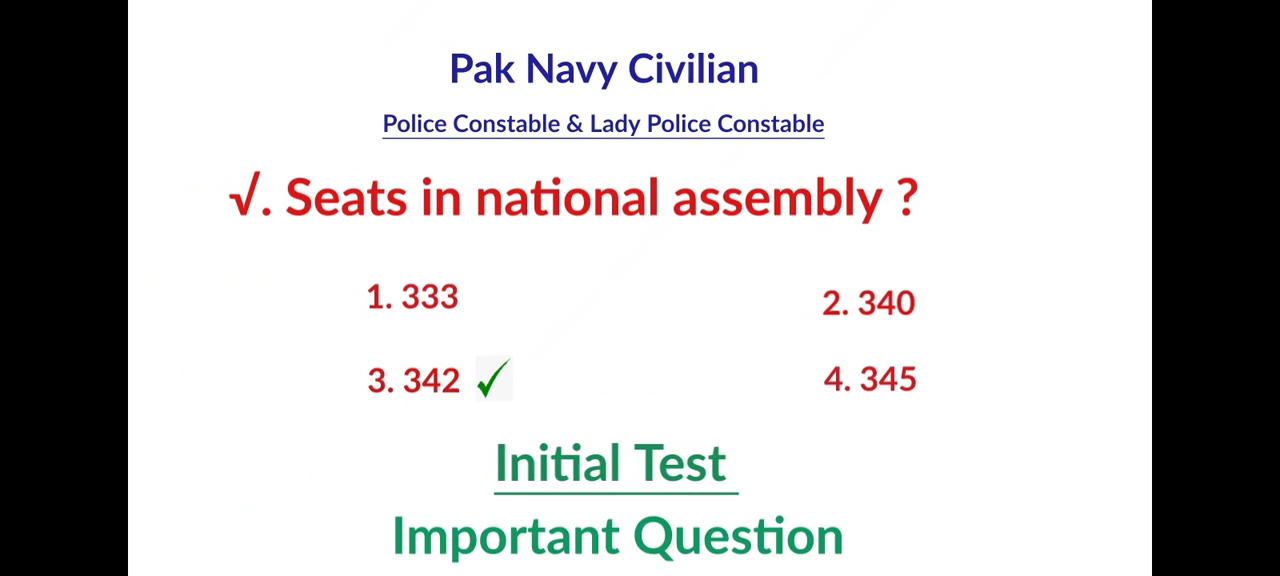 Pak Navy Civilian
Police Constable & Lady Police Constable
√. Seats in national assembly ?
1. 333
2. 340
3. 342
4. 345
Initial Test
Important Question